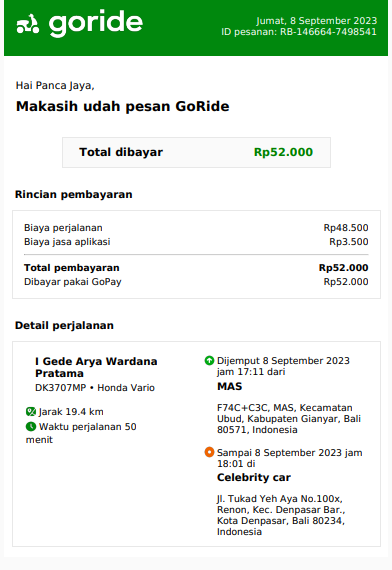 goride
Jumat, 8 September 2023
ID pesanan: RB-146664-7498541
Hai Panca Jaya,
Makasih udah pesan GoRide
Total dibayar Rp52.000
Rincian pembayaran
Biaya perjalanan Rp48.500
Biaya jasa aplikasi Rp3.500
Total pembayaran Rp52.000
Dibayar pakai GoPay Rp52.000
Detail perjalanan
I Gede Arya Wardana
Pratama
DK3707MP • Honda Vario
Jarak 19.4 km
Waktu perjalanan 50
menit
Dijemput 8 September 2023
jam 17:11 dari
MAS
F74C+C3C, MAS, Kecamatan
Ubud, Kabupaten Gianyar, Bali
80571, Indonesia
Sampai 8 September 2023 jam
18:01 di
Celebrity car
Jl. Tukad Yeh Aya No.100x,
Renon, Kec. Denpasar Bar.,
Kota Denpasar, Bali 80234,
Indonesia